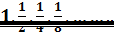 1. 1/2, 1/4, 1/8, ... ... ...